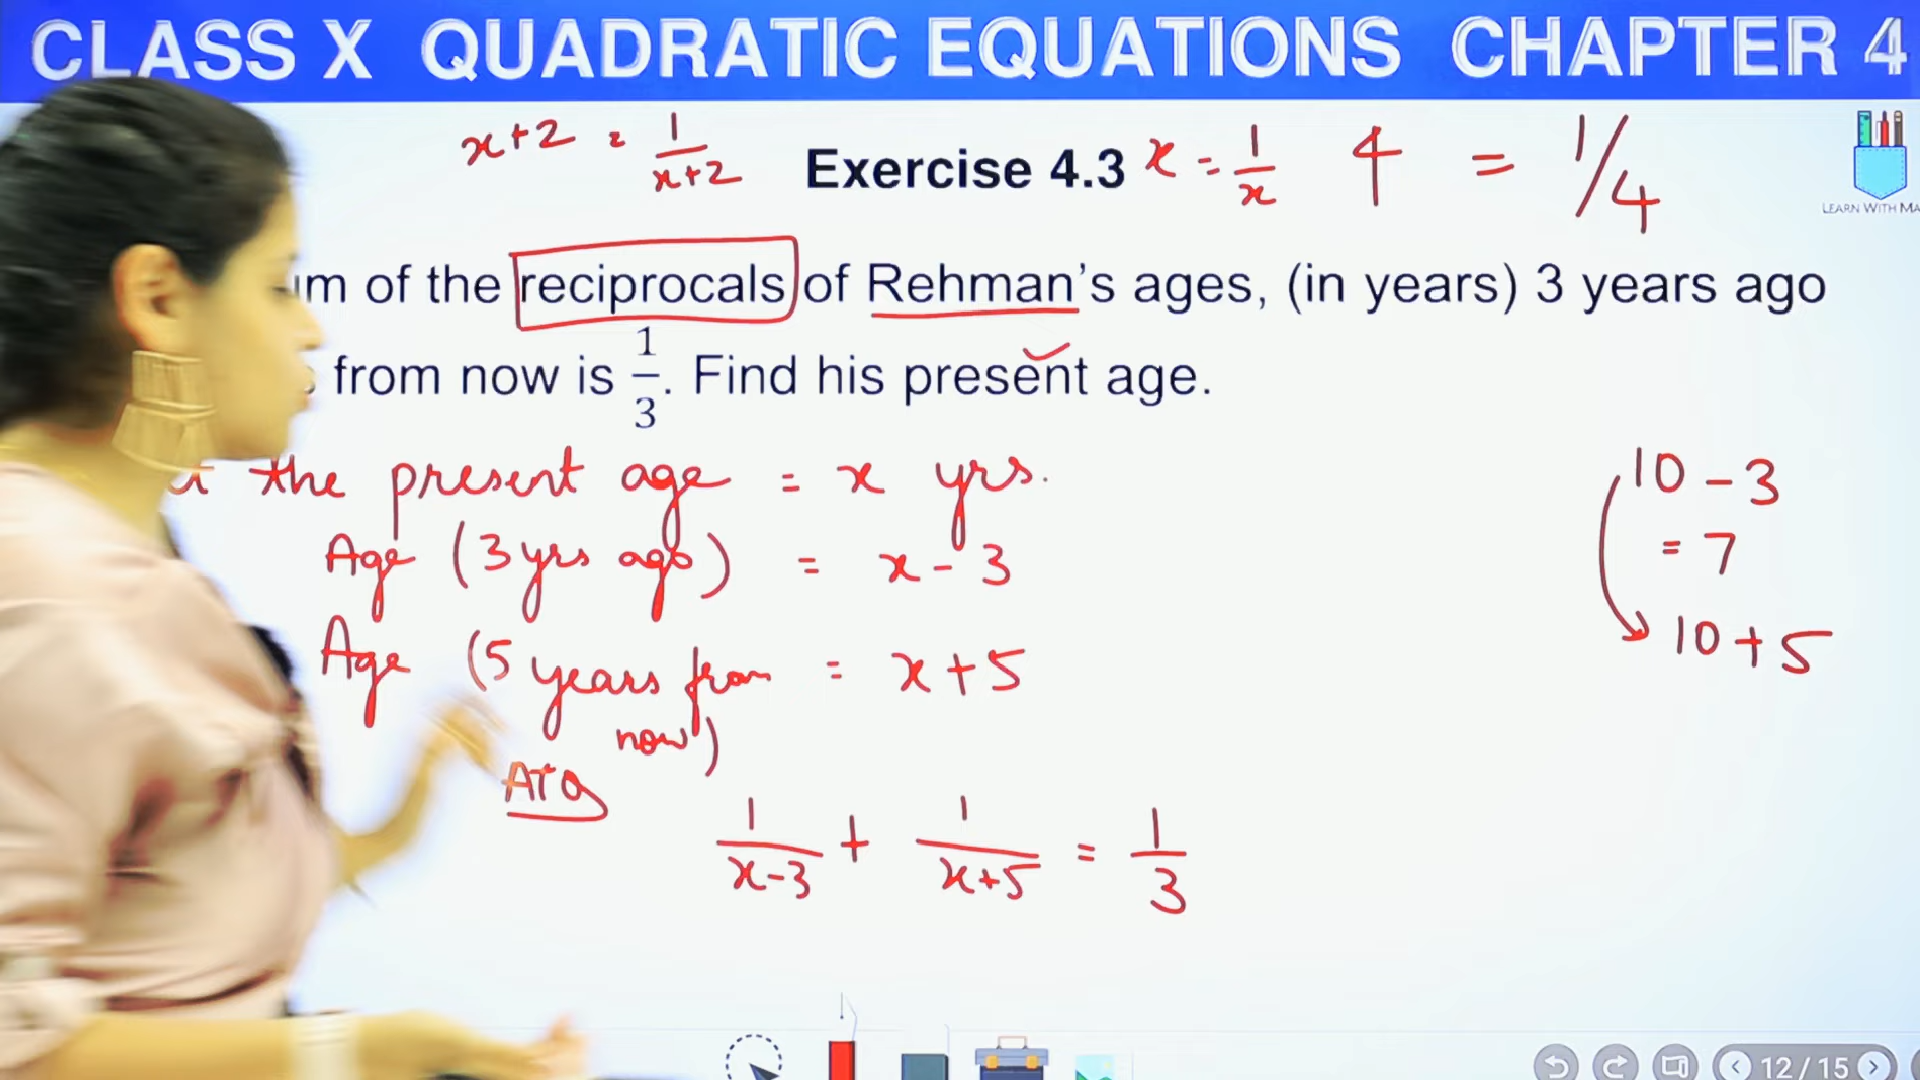 CLASS X QUADRATIC EQUATIONS CHAPTER 4
x+2 = 1/(x+2) Exercise 4.3 x = 1/x 4 = 1/4
LEARN WITH MA
um of the reciprocals of Rehman's ages, (in years) 3 years ago
from now is 1/3. Find his present age.
the present age = x yrs.
Age (3 yrs ago) = x-3
Age (5 years from now) = x+5
ATQ
1/(x-3) + 1/(x+5) = 1/3
10-3
= 7
10+5
12/15